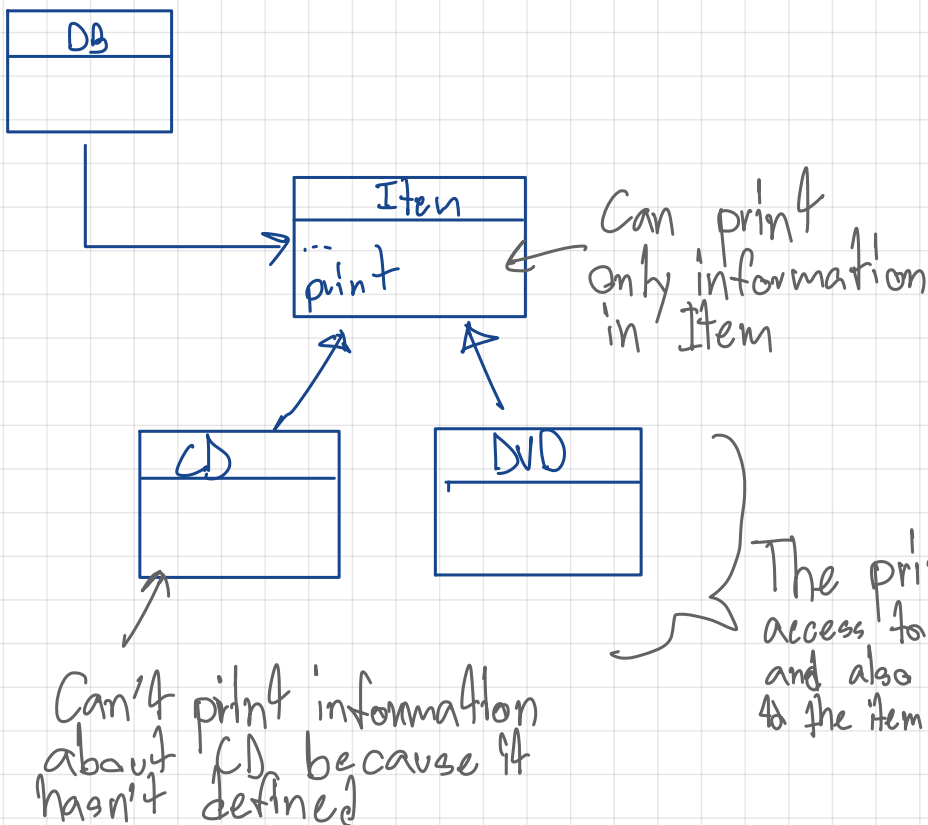 DB
Item
...
print
Can print
only information
in Item
CD
DVD
The pri
access to
and also
to the item
Can't print information
about CD because it
hasn't defined